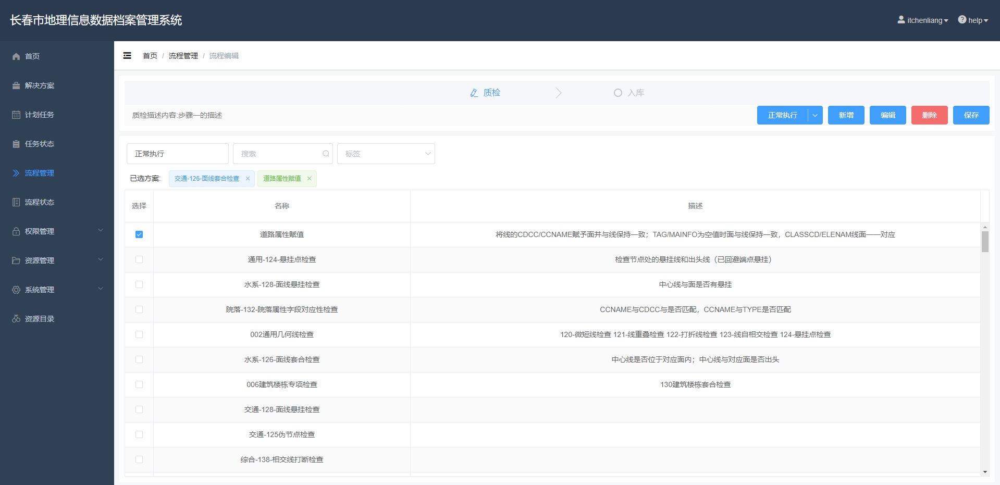 长春市地理信息数据档案管理系统
itchenliang
help
首页
解决方案
计划任务
任务状态
流程管理
流程状态
权限管理
资源管理
系统管理
资源目录
首页 / 流程管理 / 流程编辑
质检
入库
质检描述内容:步骤一的描述
正常执行
新增
编辑
删除
保存
正常执行
搜索
标签
已选方案:
交通-126-面线套合检查
道路属性赋值
选择 名称 描述
道路属性赋值 将线的CDCC/CCNAME赋予面并与线保持一致；TAG/MAINFO为空值时面与线保持一致，CLASSCD/ELENAM线面一一对应
通用-124-悬挂点检查 检查节点处的悬挂线和出头线（已回避端点悬挂）
水系-128-面线悬挂检查 中心线与面是否有悬挂
院落-132-院落属性字段对应性检查 CCNAME与CDCC与是否匹配，CCNAME与TYPE是否匹配
002通用几何线检查 120-微短线检查 121-线重叠检查 122-打折线检查 123-线自相交检查 124-悬挂点检查
水系-126-面线套合检查 中心线是否位于对应面内；中心线与对应面是否出头
006建筑楼栋专项检查 130建筑楼栋套合检查
交通-128-面线悬挂检查
交通-125伪节点检查
综合-138-相交线打断检查